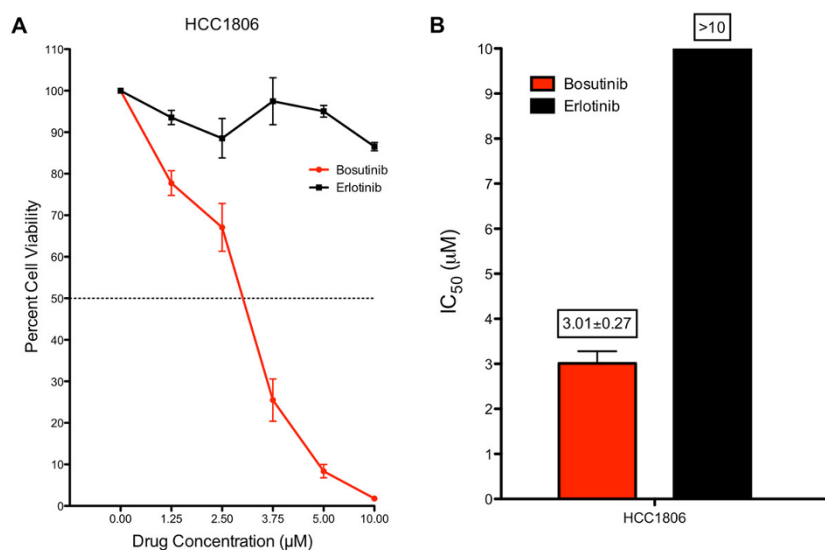 A
HCC1806
Percent Cell Viability
110
100
90
80
70
60
50
40
30
20
10
0
Bosutinib
Erlotinib
0.00 1.25 2.50 3.75 5.00 10.00
Drug Concentration (µM)
B
>10
Bosutinib
Erlotinib
IC50 (µM)
10
9
8
7
6
5
4
3
2
1
0
3.01±0.27
HCC1806